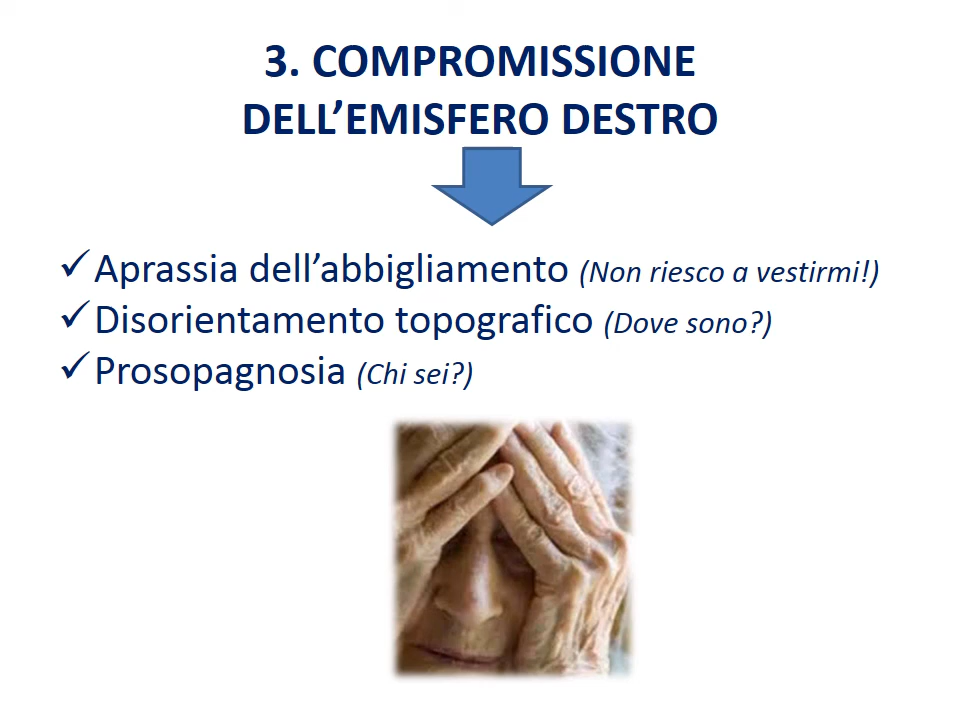 3. COMPROMISSIONE
DELL’EMISFERO DESTRO
✓ Aprassia dell’abbigliamento (Non riesco a vestirmi!)
✓ Disorientamento topografico (Dove sono?)
✓ Prosopagnosia (Chi sei?)